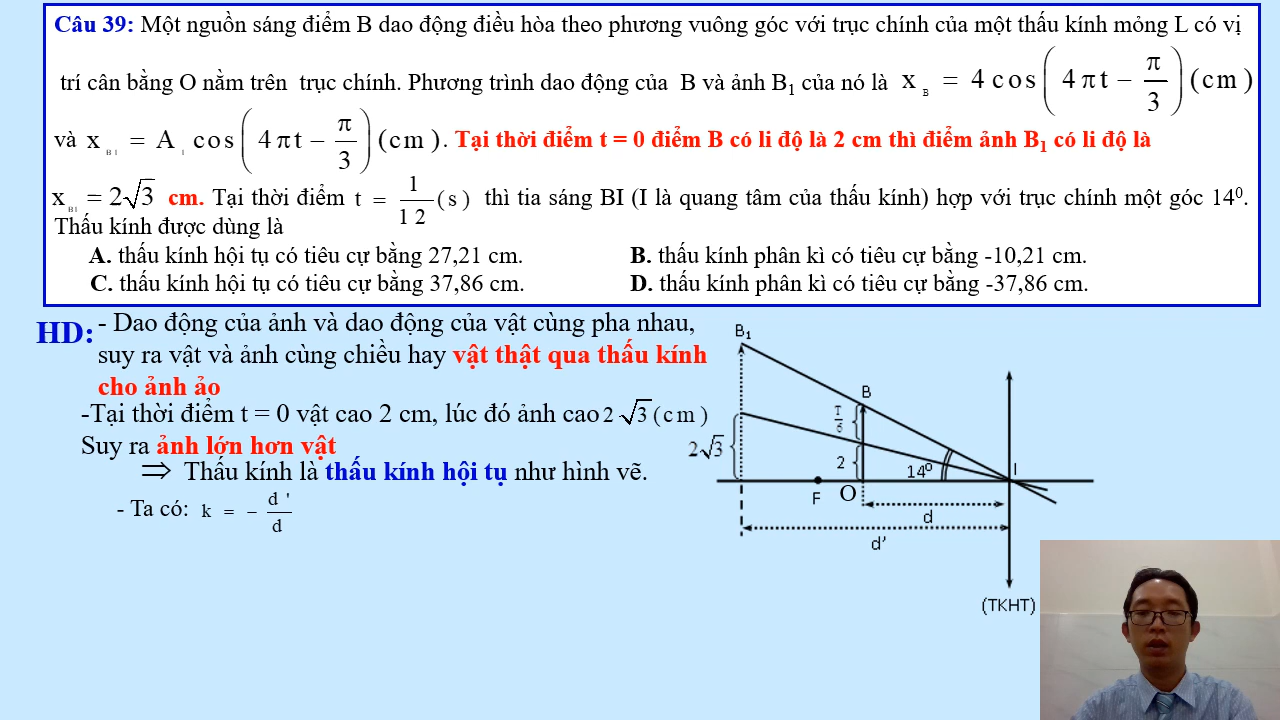 Câu 39: Một nguồn sáng điểm B dao động điều hòa theo phương vuông góc với trục chính của một thấu kính mỏng L có vị
trí cân bằng O nằm trên trục chính. Phương trình dao động của B và ảnh B₁ của nó là x_B = 4cos(4πt − π/3)(cm)
và x_B1 = A₁cos(4πt − π/3)(cm). Tại thời điểm t = 0 điểm B có li độ là 2 cm thì điểm ảnh B₁ có li độ là
x_B1 = 2√3 cm. Tại thời điểm t = 1/12(s) thì tia sáng BI (I là quang tâm của thấu kính) hợp với trục chính một góc 14⁰.
Thấu kính được dùng là
A. thấu kính hội tụ có tiêu cự bằng 27,21 cm. B. thấu kính phân kì có tiêu cự bằng -10,21 cm.
C. thấu kính hội tụ có tiêu cự bằng 37,86 cm. D. thấu kính phân kì có tiêu cự bằng -37,86 cm.
HD: - Dao động của ảnh và dao động của vật cùng pha nhau,
suy ra vật và ảnh cùng chiều hay vật thật qua thấu kính
cho ảnh ảo
-Tại thời điểm t = 0 vật cao 2 cm, lúc đó ảnh cao 2√3(cm)
Suy ra ảnh lớn hơn vật
⇒ Thấu kính là thấu kính hội tụ như hình vẽ.
- Ta có: k = − d'/d
B₁
B
T/6
2√3
2
14⁰
I
F
O
d
d'
(TKHT)